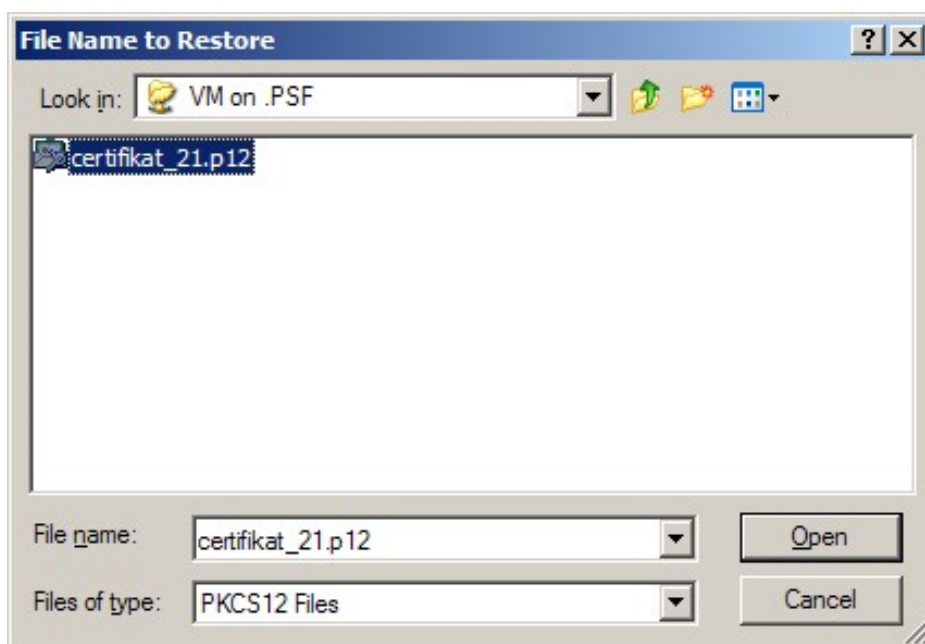 File Name to Restore
Look in: VM on .PSF
certifikat_21.p12
File name: certifikat_21.p12 Open
Files of type: PKCS12 Files Cancel